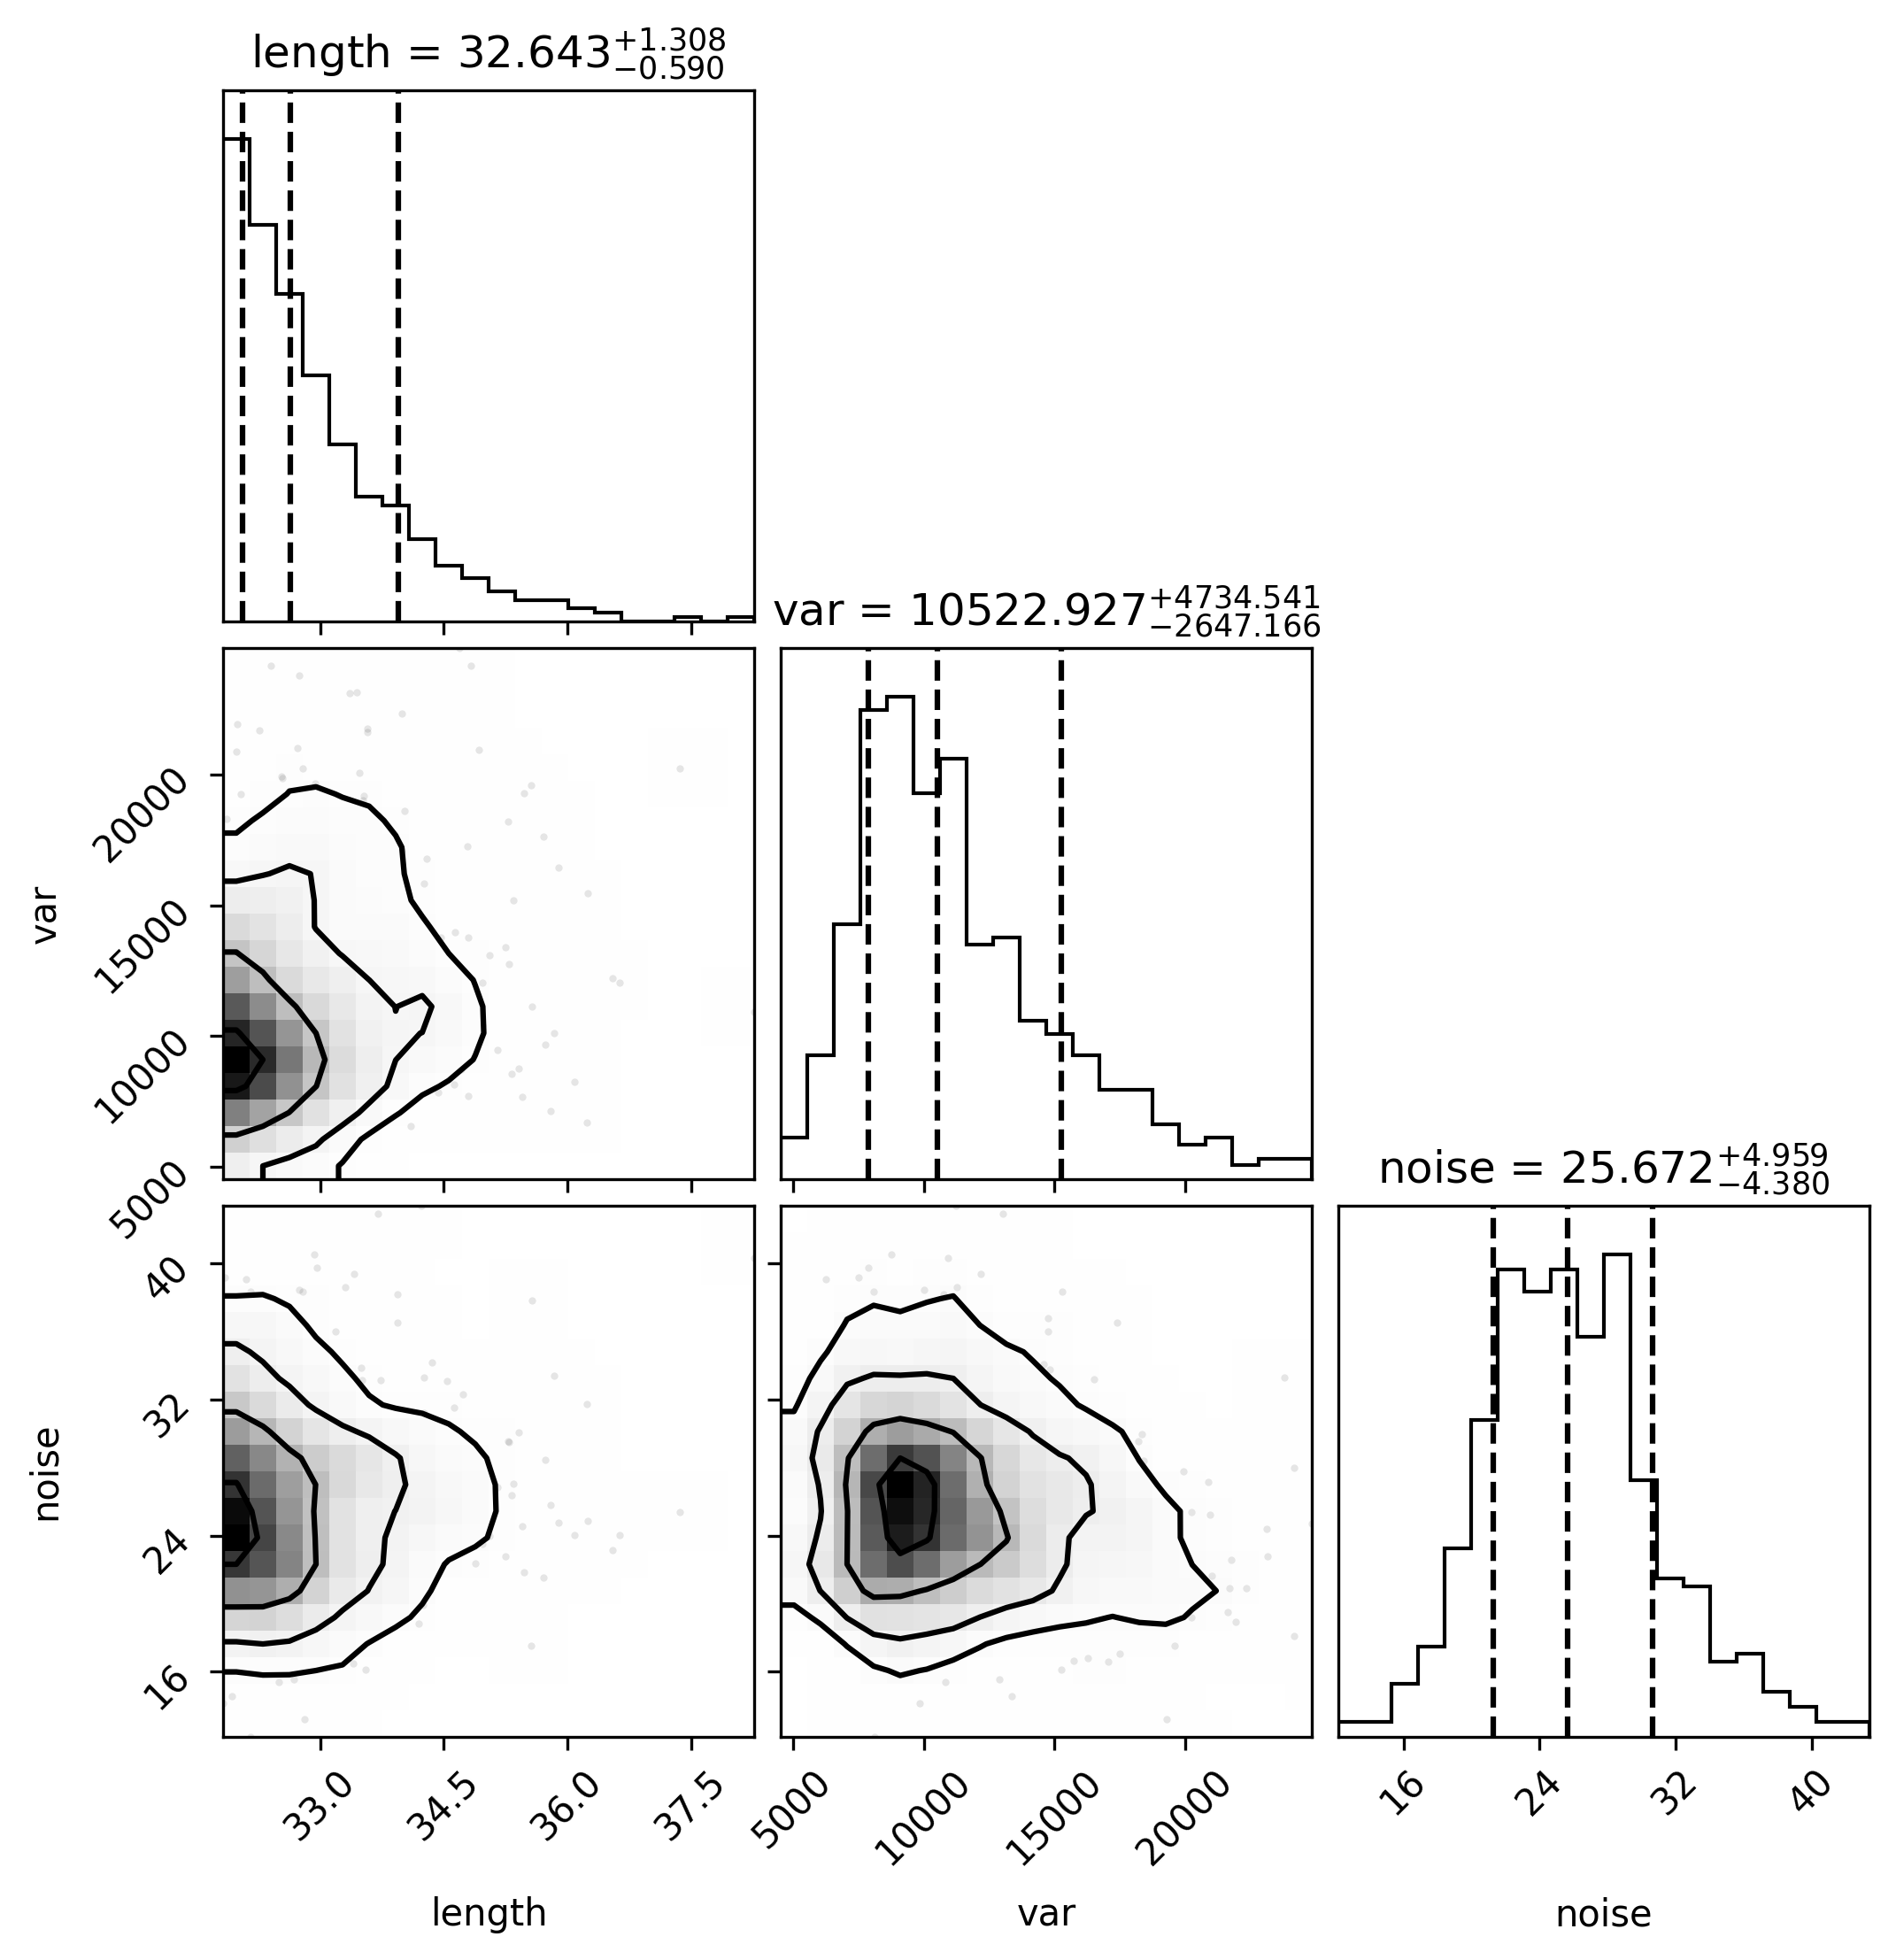 length = 32.643+1.308−0.590
var = 10522.927+4734.541−2647.166
var
20000
15000
10000
5000
noise = 25.672+4.959−4.380
noise
40
32
24
16
33.0 34.5 36.0 37.5
5000 10000 15000 20000
16 24 32 40
length var noise